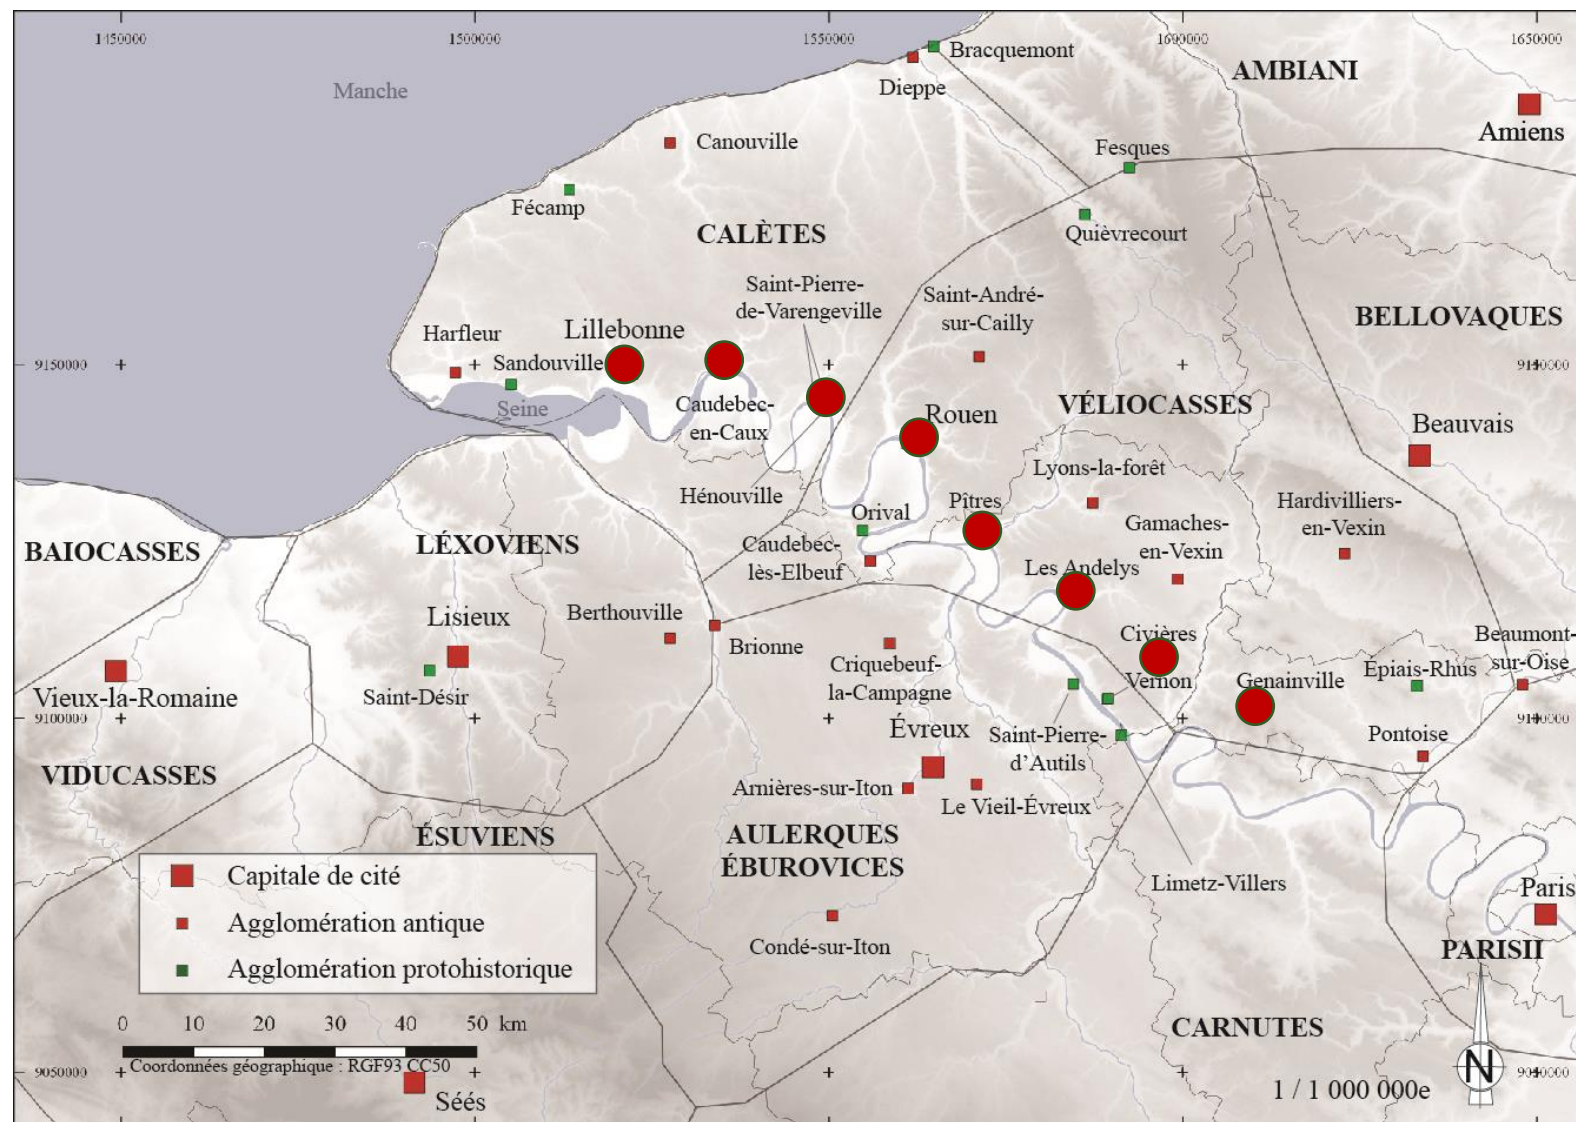 1450000
1500000
1550000
1600000
1650000
Manche
Bracquemont
Dieppe
AMBIANI
Amiens
Canouville
Fesques
Fécamp
CALÈTES
Quièvrecourt
Saint-Pierre-
de-Varengeville
Saint-André-
sur-Cailly
BELLOVAQUES
Harfleur
Lillebonne
Sandouville
9150000
9150000
Seine
Caudebec-
en-Caux
Rouen
VÉLIOCASSES
Beauvais
Hénouville
Lyons-la-forêt
Orival
Pîtres
Hardivilliers-
en-Vexin
Gamaches-
en-Vexin
BAIOCASSES
LÉXOVIENS
Caudebec-
lès-Elbeuf
Les Andelys
Lisieux
Berthouville
Brionne
Civières
Beaumont-
sur-Oise
Criquebeuf-
la-Campagne
Vieux-la-Romaine
Saint-Désir
Vernon
Genainville
Épiais-Rhus
9100000
9100000
Évreux
Saint-Pierre-
d'Autils
Pontoise
VIDUCASSES
Arnières-sur-Iton
Le Vieil-Évreux
ÉSUVIENS
AULERQUES
ÉBUROVICES
Limetz-Villers
Paris
Capitale de cité
Agglomération antique
Agglomération protohistorique
Condé-sur-Iton
PARISII
0 10 20 30 40 50 km
CARNUTES
Coordonnées géographique : RGF93 CC50
9050000
9050000
N
1 / 1 000 000e
Séés